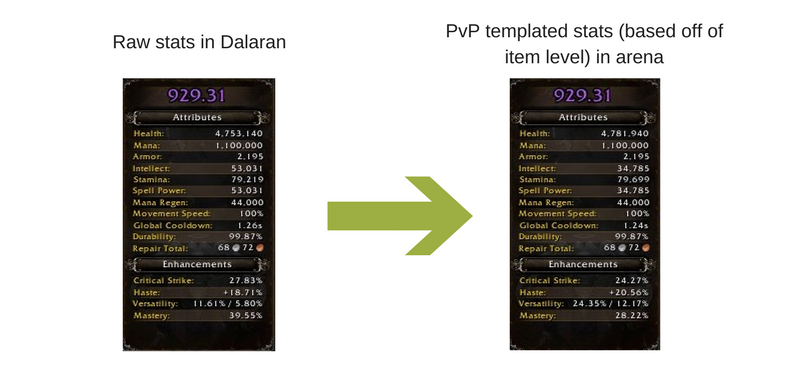 Raw stats in Dalaran
929.31
Attributes
Health: 4,753,140
Mana: 1,100,000
Armor: 2,195
Intellect: 53,031
Stamina: 79,219
Spell Power: 53,031
Mana Regen: 44,000
Movement Speed: 100%
Global Cooldown: 1.26s
Durability: 99.87%
Repair Total: 68 72
Enhancements
Critical Strike: 27.83%
Haste: +18.71%
Versatility: 11.61% / 5.80%
Mastery: 39.55%
PvP templated stats (based off of
item level) in arena
929.31
Attributes
Health: 4,781,940
Mana: 1,100,000
Armor: 2,195
Intellect: 34,785
Stamina: 79,699
Spell Power: 34,785
Mana Regen: 44,000
Movement Speed: 100%
Global Cooldown: 1.24s
Durability: 99.87%
Repair Total: 68 72
Enhancements
Critical Strike: 24.27%
Haste: +20.56%
Versatility: 24.35% / 12.17%
Mastery: 28.22%